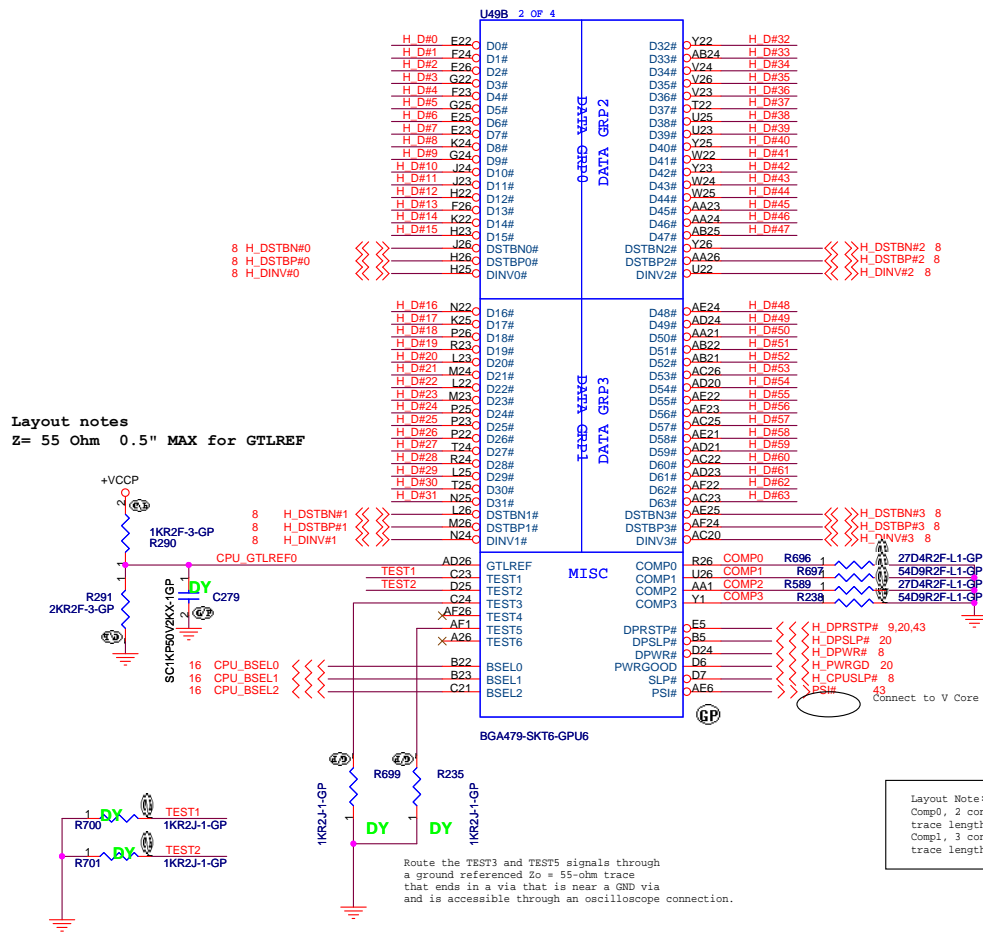 U49B 2 OF 4
H_D#0 E22 D0# D32# Y22 H_D#32
H_D#1 F24 D1# D33# AB24 H_D#33
H_D#2 E26 D2# D34# V24 H_D#34
H_D#3 G22 D3# D35# V26 H_D#35
H_D#4 F23 D4# D36# V23 H_D#36
H_D#5 G25 D5# D37# T22 H_D#37
H_D#6 E25 D6# D38# U25 H_D#38
H_D#7 E23 D7# D39# U23 H_D#39
H_D#8 K24 D8# D40# Y25 H_D#40
H_D#9 G24 D9# D41# W22 H_D#41
H_D#10 J24 D10# D42# Y23 H_D#42
H_D#11 J23 D11# D43# W24 H_D#43
H_D#12 H22 D12# D44# W25 H_D#44
H_D#13 F26 D13# D45# AA23 H_D#45
H_D#14 K22 D14# D46# AA24 H_D#46
H_D#15 H23 D15# D47# AB25 H_D#47
8 H_DSTBN#0 J26 DSTBN0# DSTBN2# Y26 H_DSTBN#2 8
8 H_DSTBP#0 H26 DSTBP0# DSTBP2# AA26 H_DSTBP#2 8
8 H_DINV#0 H25 DINV0# DINV2# U22 H_DINV#2 8
DATA GRP0
DATA GRP2
H_D#16 N22 D16# D48# AE24 H_D#48
H_D#17 K25 D17# D49# AD24 H_D#49
H_D#18 P26 D18# D50# AA21 H_D#50
H_D#19 R23 D19# D51# AB22 H_D#51
H_D#20 L23 D20# D52# AB21 H_D#52
H_D#21 M24 D21# D53# AC26 H_D#53
H_D#22 L22 D22# D54# AD20 H_D#54
H_D#23 M23 D23# D55# AE22 H_D#55
H_D#24 P25 D24# D56# AF23 H_D#56
H_D#25 P23 D25# D57# AC25 H_D#57
H_D#26 P22 D26# D58# AE21 H_D#58
H_D#27 T24 D27# D59# AD21 H_D#59
H_D#28 R24 D28# D60# AC22 H_D#60
H_D#29 L25 D29# D61# AD23 H_D#61
H_D#30 T25 D30# D62# AF22 H_D#62
H_D#31 N25 D31# D63# AC23 H_D#63
8 H_DSTBN#1 L26 DSTBN1# DSTBN3# AE25 H_DSTBN#3 8
8 H_DSTBP#1 M26 DSTBP1# DSTBP3# AF24 H_DSTBP#3 8
8 H_DINV#1 N24 DINV1# DINV3# AC20 H_DINV#3 8
DATA GRP1
DATA GRP3
Layout notes
Z= 55 Ohm 0.5" MAX for GTLREF
+VCCP
2
1KR2F-3-GP
R290
1
CPU_GTLREF0 AD26 GTLREF
MISC
COMP0 R26 COMP0 R696 1 27D4R2F-L1-GP
COMP1 U26 COMP1 R697 1 54D9R2F-L1-GP
COMP2 AA1 COMP2 R589 1 27D4R2F-L1-GP
COMP3 Y1 COMP3 R238 1 54D9R2F-L1-GP
1
R291
2KR2F-3-GP
1
DY
C279
2
SC1KP50V2KX-1GP
TEST1 C23 TEST1
TEST2 D25 TEST2
C24 TEST3
AF26 TEST4
AF1 TEST5
A26 TEST6
DPRSTP# E5 H_DPRSTP# 9,20,43
DPSLP# B5 H_DPSLP# 20
DPWR# D24 H_DPWR# 8
PWRGOOD D6 H_PWRGD 20
SLP# D7 H_CPUSLP# 8
PSI# AE6 PSI# 43
16 CPU_BSEL0 B22 BSEL0
16 CPU_BSEL1 B23 BSEL1
16 CPU_BSEL2 C21 BSEL2
Connect to V Core
GP
BGA479-SKT6-GPU6
R699
1KR2J-1-GP
1
DY
R235
1KR2J-1-GP
1
DY
1 DY TEST1
R700 1KR2J-1-GP
1 DY TEST2
R701 1KR2J-1-GP
Route the TEST3 and TEST5 signals through
a ground referenced Zo = 55-ohm trace
that ends in a via that is near a GND via
and is accessible through an oscilloscope connection.
Layout Note:
Comp0, 2 con
trace length
Comp1, 3 con
trace length